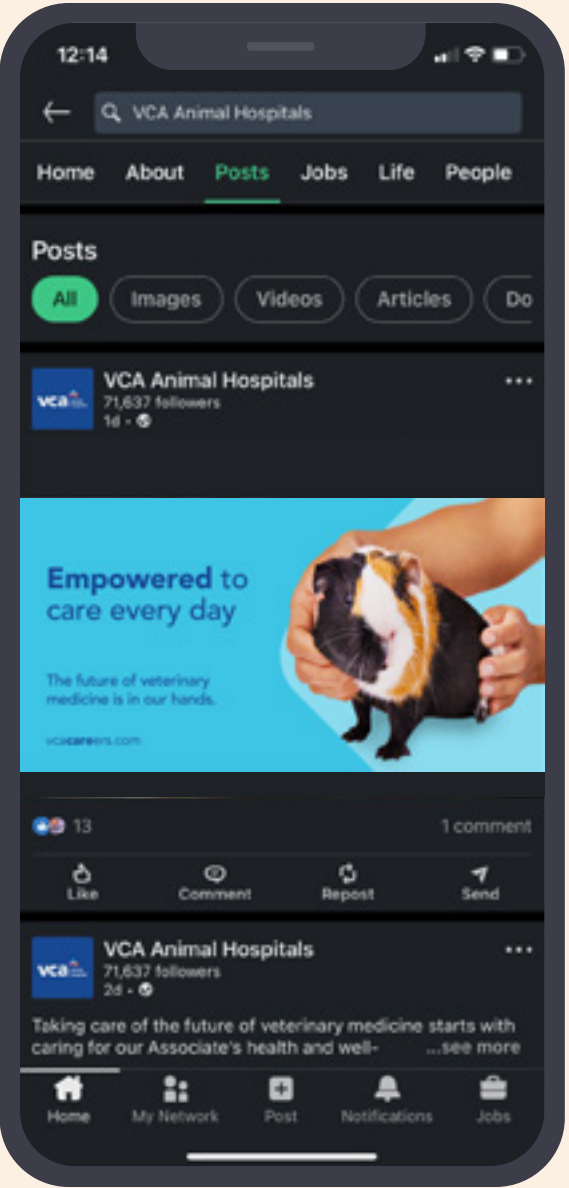 12:14
VCA Animal Hospitals
Home About Posts Jobs Life People
Posts
All Images Videos Articles Do
vca
VCA Animal Hospitals
71,637 followers
1d •
Empowered to
care every day
The future of veterinary
medicine is in our hands.
vcacareers.com
13 1 comment
Like Comment Repost Send
vca
VCA Animal Hospitals
71,637 followers
2d •
Taking care of the future of veterinary medicine starts with
caring for our Associate's health and well- ...see more
Home My Network Post Notifications Jobs